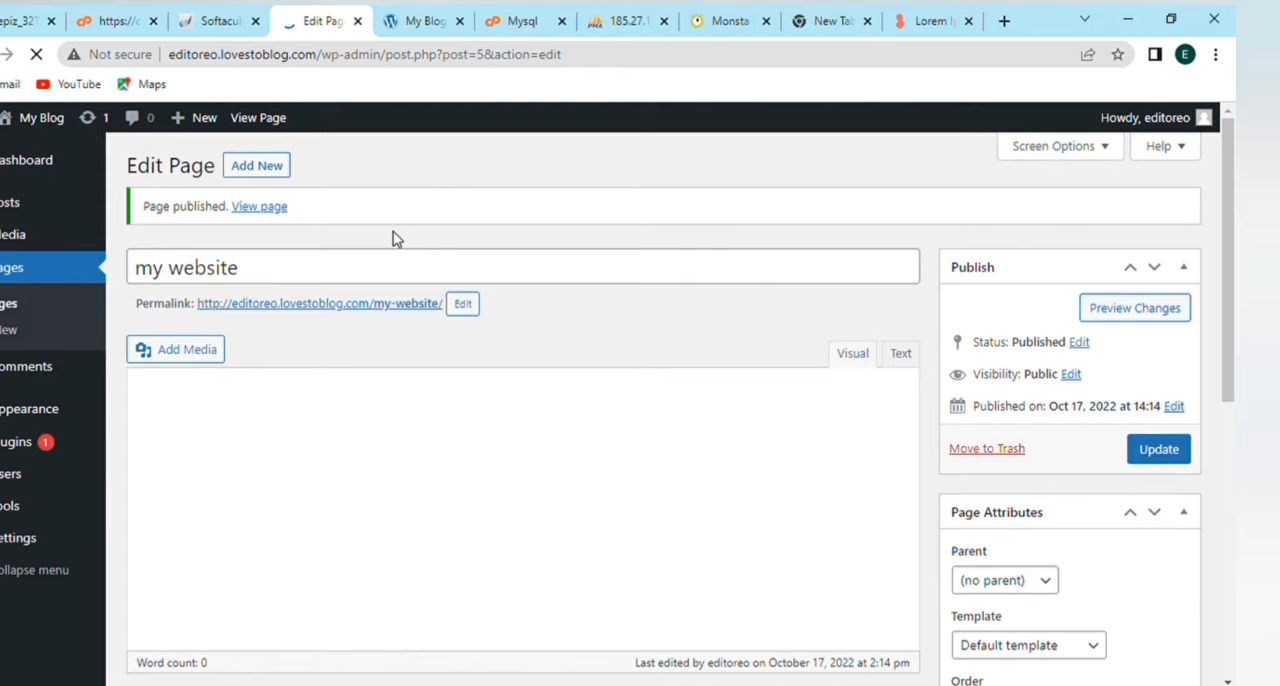 epiz_327
https://c
Softacul
Edit Pag
My Blog
Mysql
185.27.1
Monsta
New Tab
Lorem I
Not secure
editoreo.lovestoblog.com/wp-admin/post.php?post=5&action=edit
E
mail
YouTube
Maps
My Blog
1
0
New
View Page
Howdy, editoreo
ashboard
osts
Media
ages
ges
New
omments
ppearance
lugins 1
sers
ools
ettings
ollapse menu
Edit Page
Add New
Screen Options
Help
Page published. View page
my website
Permalink: http://editoreo.lovestoblog.com/my-website/ Edit
Add Media
Visual
Text
Word count: 0
Last edited by editoreo on October 17, 2022 at 2:14 pm
Publish
Preview Changes
Status: Published Edit
Visibility: Public Edit
Published on: Oct 17, 2022 at 14:14 Edit
Move to Trash
Update
Page Attributes
Parent
(no parent)
Template
Default template
Order